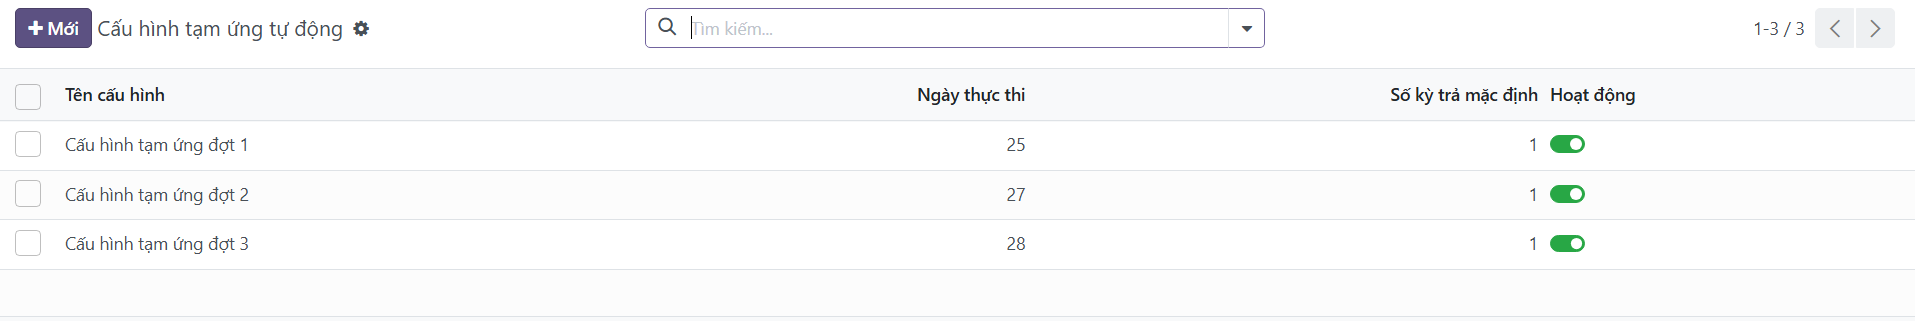 Mới Cấu hình tạm ứng tự động Tìm kiếm... 1-3 / 3
Tên cấu hình Ngày thực thi Số kỳ trả mặc định Hoạt động
Cấu hình tạm ứng đợt 1 25 1
Cấu hình tạm ứng đợt 2 27 1
Cấu hình tạm ứng đợt 3 28 1